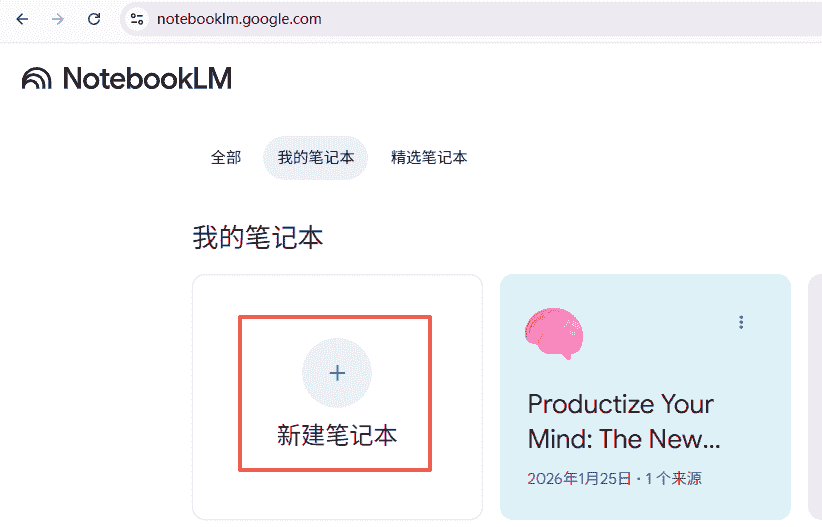 notebooklm.google.com
NotebookLM
全部 我的笔记本 精选笔记本
我的笔记本
+
新建笔记本
Productize Your
Mind: The New...
2026年1月25日 · 1 个来源